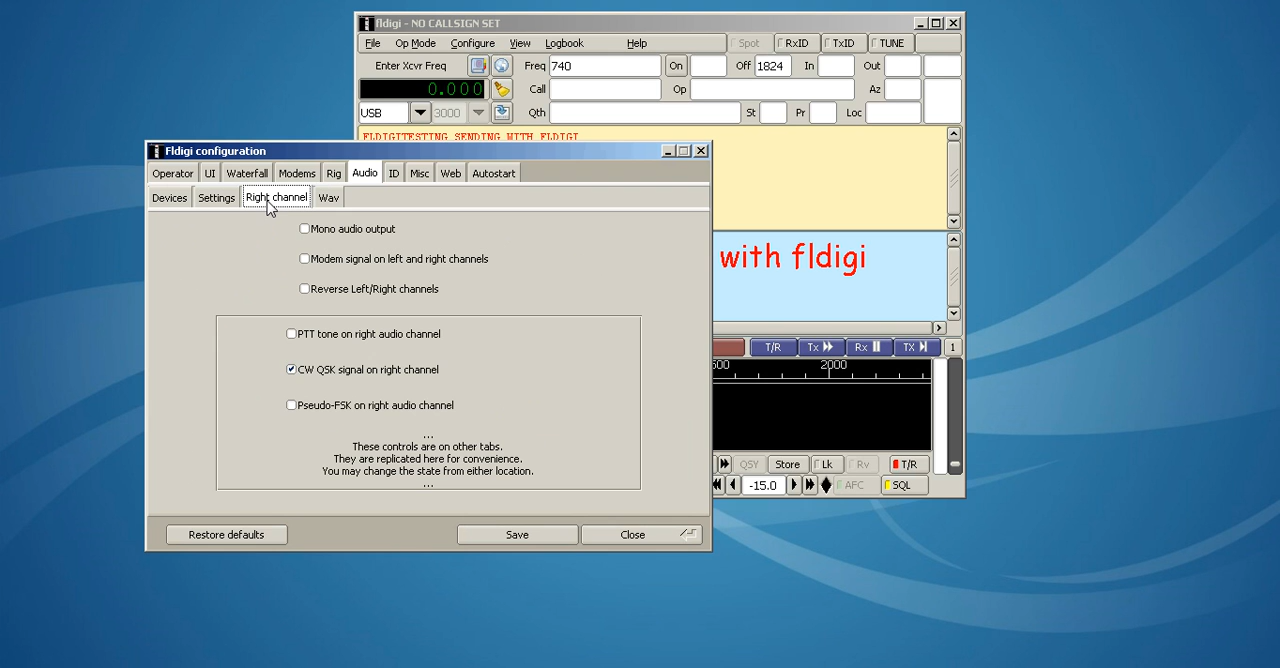 fldigi - NO CALLSIGN SET
File Op Mode Configure View Logbook Help Spot RxID TxID TUNE
Enter Xcvr Freq Freq 740 On Off 1824 In Out
0.000 Call Op Az
USB 3000 Qth St Pr Loc
FLDIGITESTING SENDING WITH FLDIGI
Fldigi configuration
Operator UI Waterfall Modems Rig Audio ID Misc Web Autostart
Devices Settings Right channel Wav
Mono audio output
Modem signal on left and right channels
with fldigi
Reverse Left/Right channels
PTT tone on right audio channel
T/R Tx Rx TX 1
CW QSK signal on right channel
2000
Pseudo-FSK on right audio channel
...
These controls are on other tabs.
They are replicated here for convenience.
You may change the state from either location.
...
QSY Store Lk Rv T/R
-15.0 AFC SQL
Restore defaults Save Close